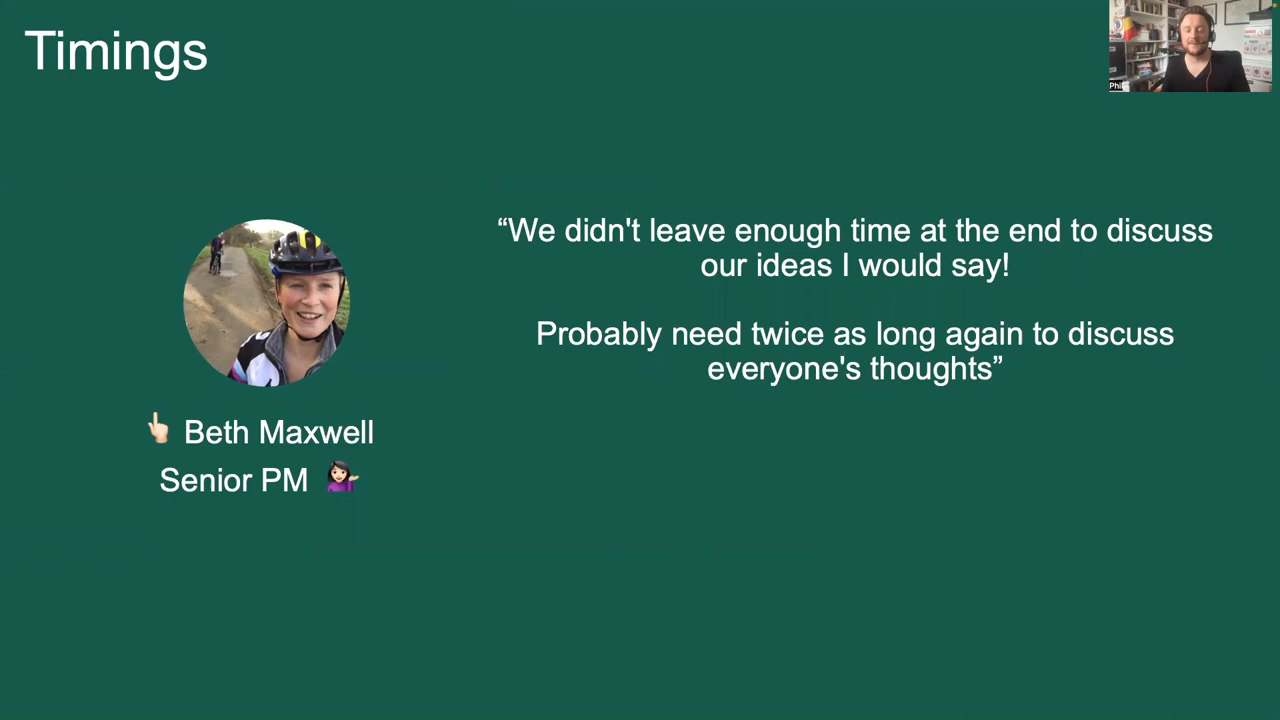 Timings
“We didn't leave enough time at the end to discuss
our ideas I would say!
Probably need twice as long again to discuss
everyone's thoughts”
👆🏻 Beth Maxwell
Senior PM 💁🏻‍♀️